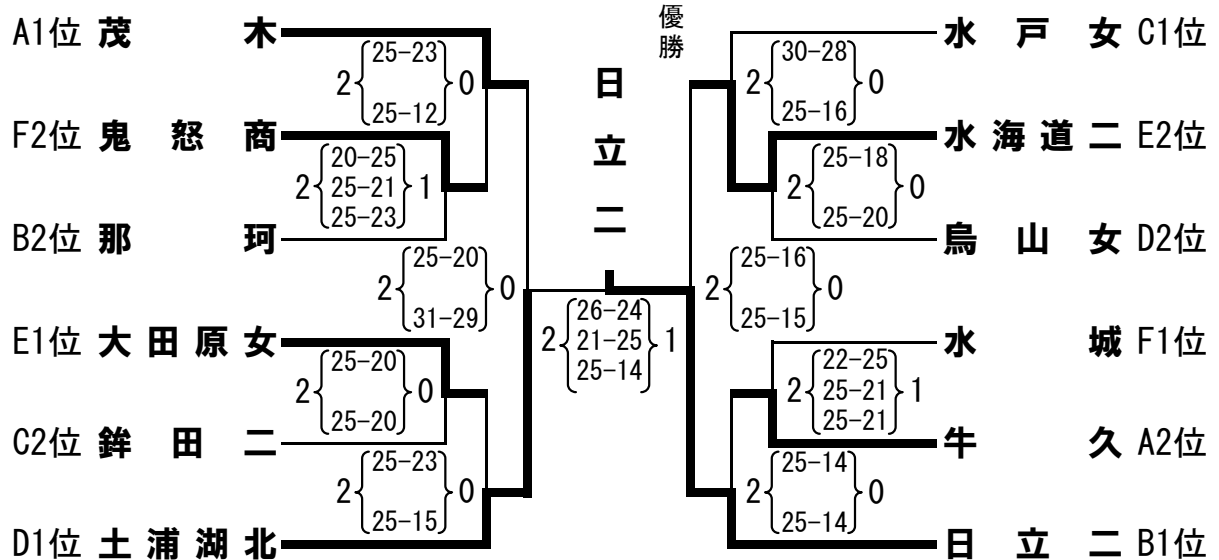 A1位 茂木
2 25-23 0
25-12
F2位 鬼怒商
20-25
2 25-21 1
25-23
B2位 那珂
25-20
2 0
31-29
E1位 大田原女
25-20
2 0
25-20
C2位 鉾田二
25-23
2 0
25-15
D1位 土浦湖北
優勝
日立二
26-24
2 21-25 1
25-14
水戸女 C1位
30-28
2 0
25-16
水海道二 E2位
25-18
2 0
25-20
烏山女 D2位
25-16
2 0
25-15
水城 F1位
22-25
2 25-21 1
25-21
牛久 A2位
25-14
2 0
25-14
日立二 B1位